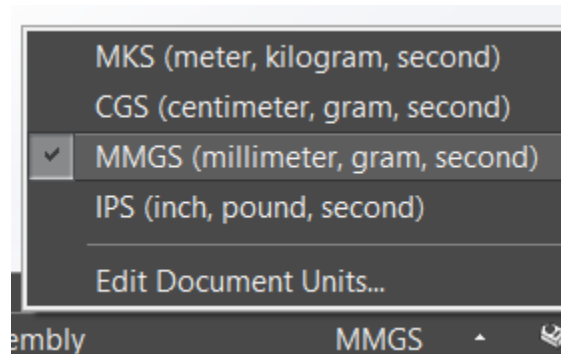 MKS (meter, kilogram, second)
CGS (centimeter, gram, second)
MMGS (millimeter, gram, second)
IPS (inch, pound, second)
Edit Document Units...
embly MMGS